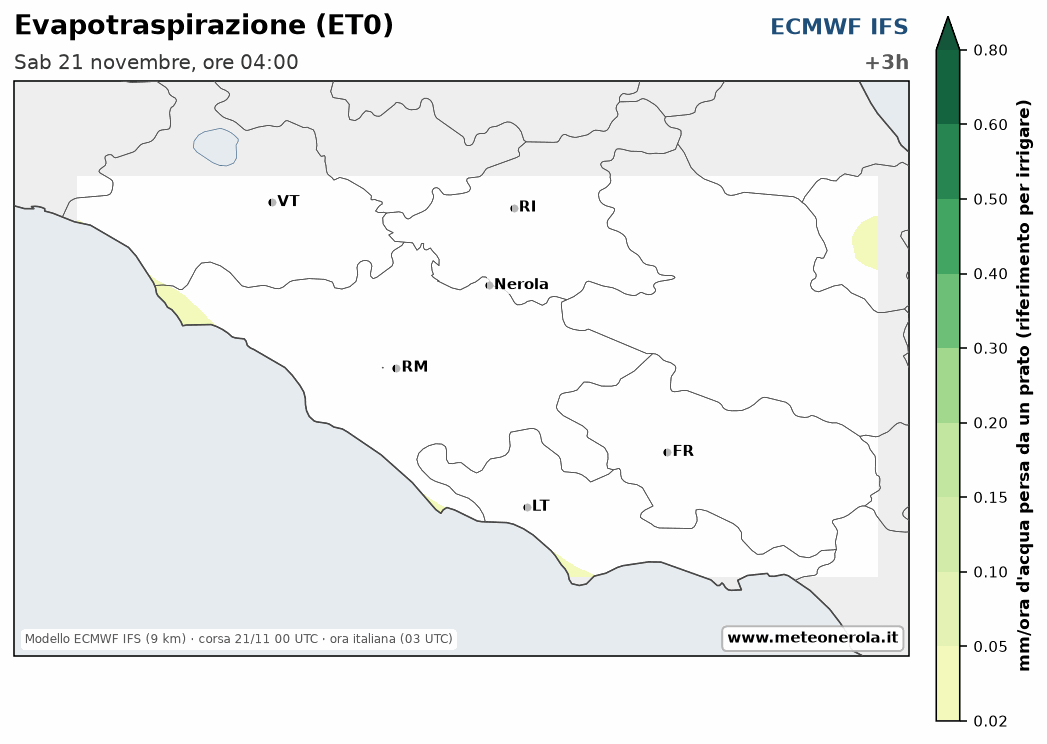 Evapotraspirazione (ET0)
ECMWF IFS
Sab 21 novembre, ore 04:00
+3h
VT
RI
Nerola
RM
FR
LT
Modello ECMWF IFS (9 km) · corsa 21/11 00 UTC · ora italiana (03 UTC)
www.meteonerola.it
0.80
0.60
0.50
0.40
0.30
0.20
0.15
0.10
0.05
0.02
mm/ora d'acqua persa da un prato (riferimento per irrigare)